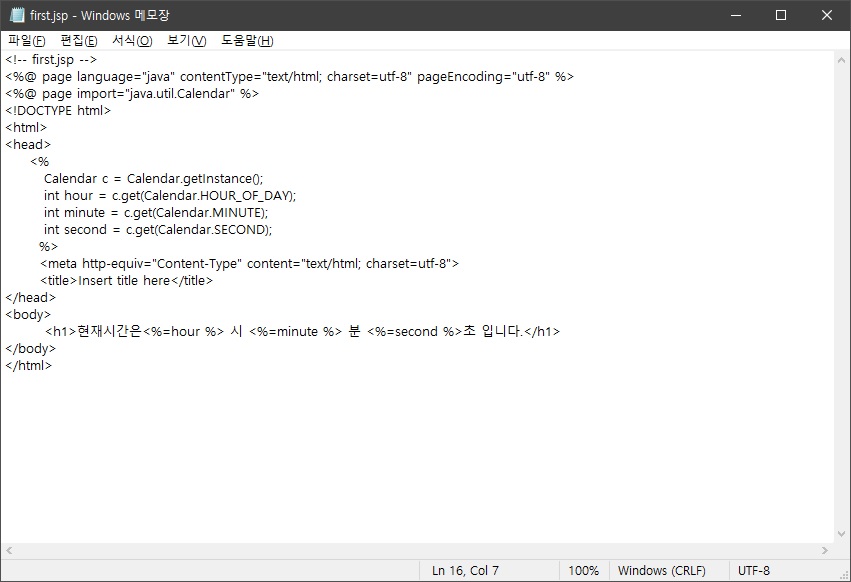 first.jsp - Windows 메모장
파일(F) 편집(E) 서식(O) 보기(V) 도움말(H)
<!-- first.jsp -->
<%@ page language="java" contentType="text/html; charset=utf-8" pageEncoding="utf-8" %>
<%@ page import="java.util.Calendar" %>
<!DOCTYPE html>
<html>
<head>
<%
Calendar c = Calendar.getInstance();
int hour = c.get(Calendar.HOUR_OF_DAY);
int minute = c.get(Calendar.MINUTE);
int second = c.get(Calendar.SECOND);
%>
<meta http-equiv="Content-Type" content="text/html; charset=utf-8">
<title>Insert title here</title>
</head>
<body>
<h1>현재시간은<%=hour %> 시 <%=minute %> 분 <%=second %>초 입니다.</h1>
</body>
</html>
Ln 16, Col 7 100% Windows (CRLF) UTF-8